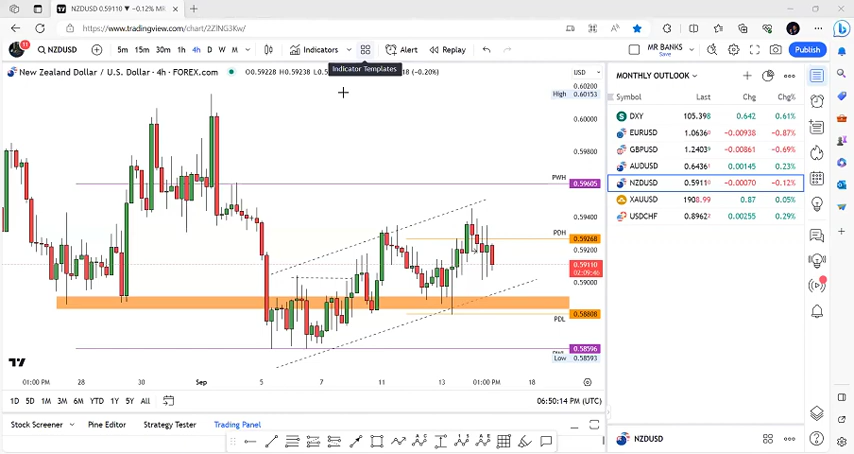 NZDUSD 0.59110 ▼ −0.12% MR
https://www.tradingview.com/chart/2ZlNG3Kw/
11
NZDUSD 5m 15m 30m 1h 4h D W M Indicators Alert Replay MR BANKS Save Publish
Indicator Templates
New Zealand Dollar / U.S. Dollar · 4h · FOREX.com O0.59228 H0.59238 (−0.20%)
USD
0.60200
High 0.60153
0.60000
0.59800
PWH 0.59605
0.59400
PDH 0.59268
0.59200
0.59110
02:09:46
0.59000
0.58808
PDL
0.58596
Low 0.58593
01:00 PM 28 30 Sep 5 7 11 13 01:00 PM 18
1D 5D 1M 3M 6M YTD 1Y 5Y All 06:50:14 PM (UTC)
Stock Screener Pine Editor Strategy Tester Trading Panel
MONTHLY OUTLOOK
Symbol Last Chg Chg%
DXY 105.398 0.642 0.61%
EURUSD 1.0636 −0.00938 −0.87%
GBPUSD 1.2403 −0.00861 −0.69%
AUDUSD 0.6436 0.00145 0.23%
NZDUSD 0.59110 −0.00070 −0.12%
XAUUSD 1908.99 0.87 0.05%
USDCHF 0.8962 0.00255 0.29%
NZDUSD